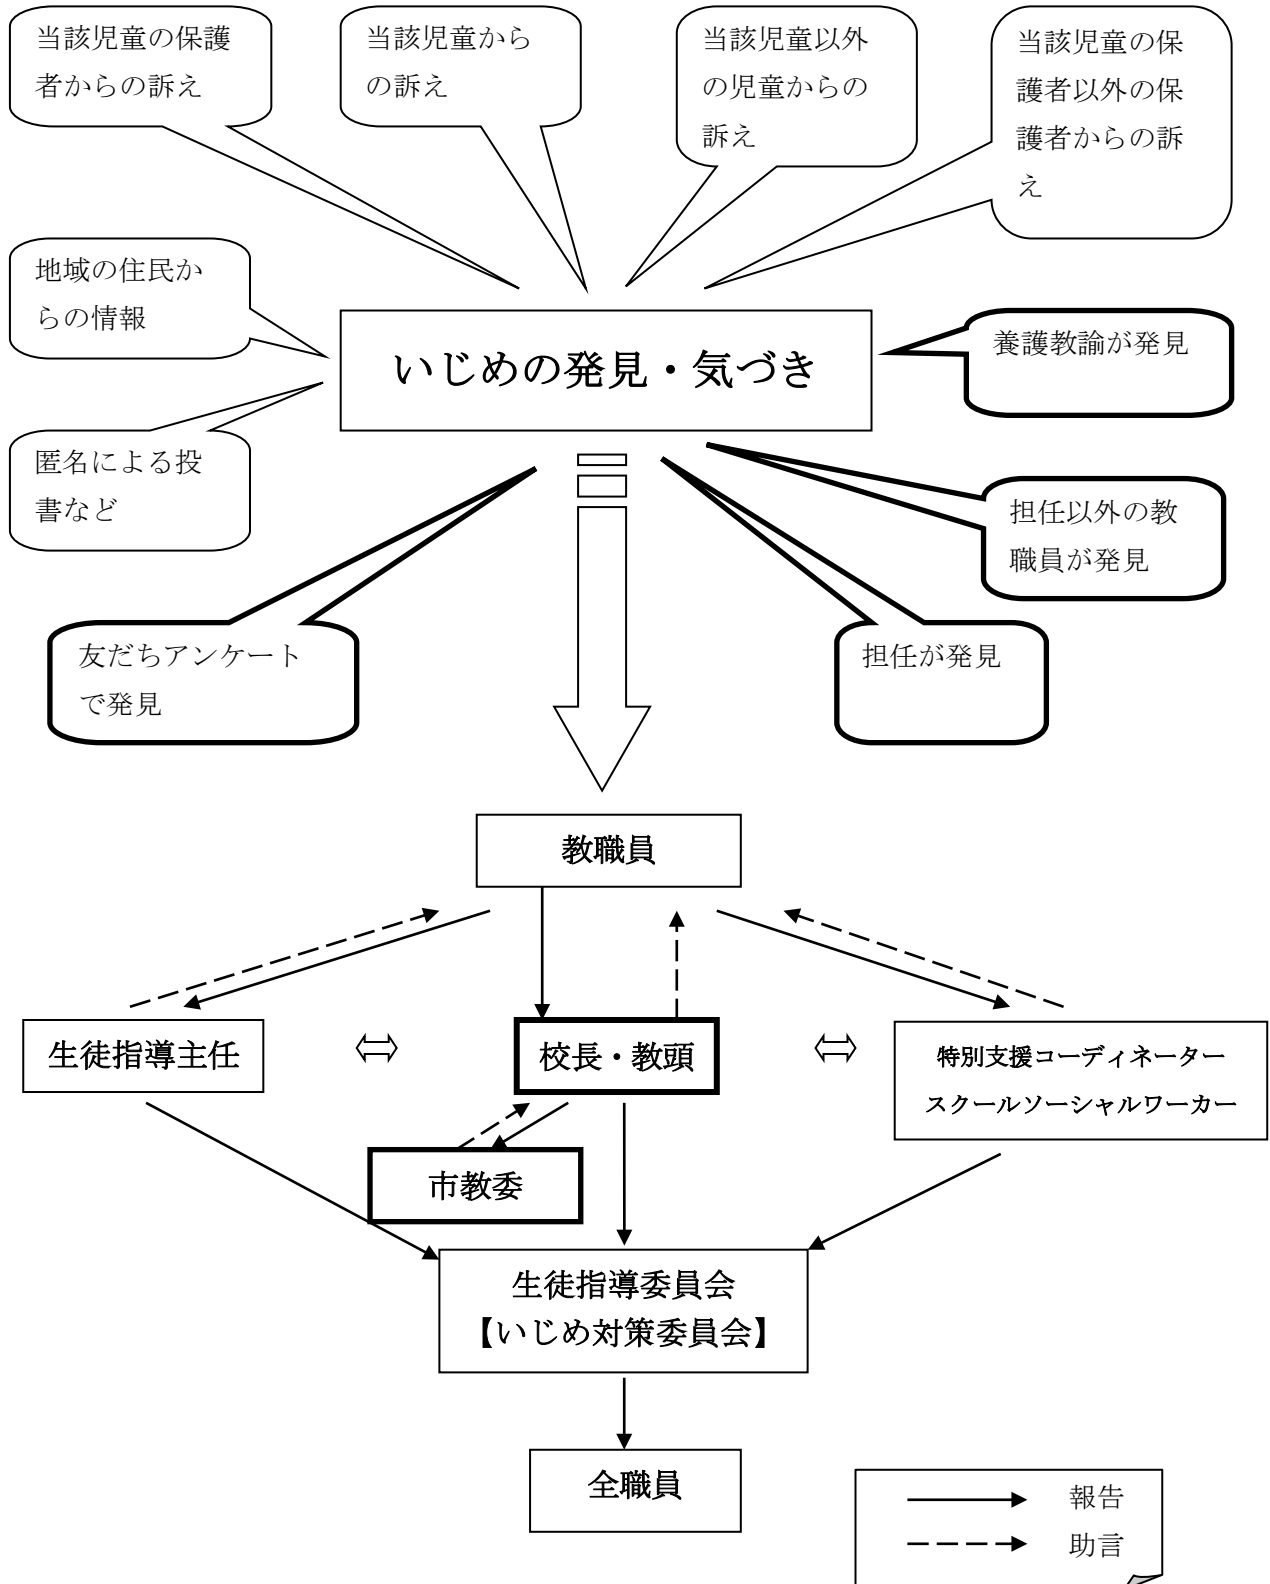 当該児童の保護
者からの訴え
当該児童から
の訴え
当該児童以外
の児童からの
訴え
当該児童の保
護者以外の保
護者からの訴
え
地域の住民か
らの情報
いじめの発見・気づき
養護教諭が発見
匿名による投
書など
担任以外の教
職員が発見
友だちアンケート
で発見
担任が発見
教職員
生徒指導主任
校長・教頭
特別支援コーディネーター
スクールソーシャルワーカー
市教委
生徒指導委員会
【いじめ対策委員会】
全職員
報告
助言